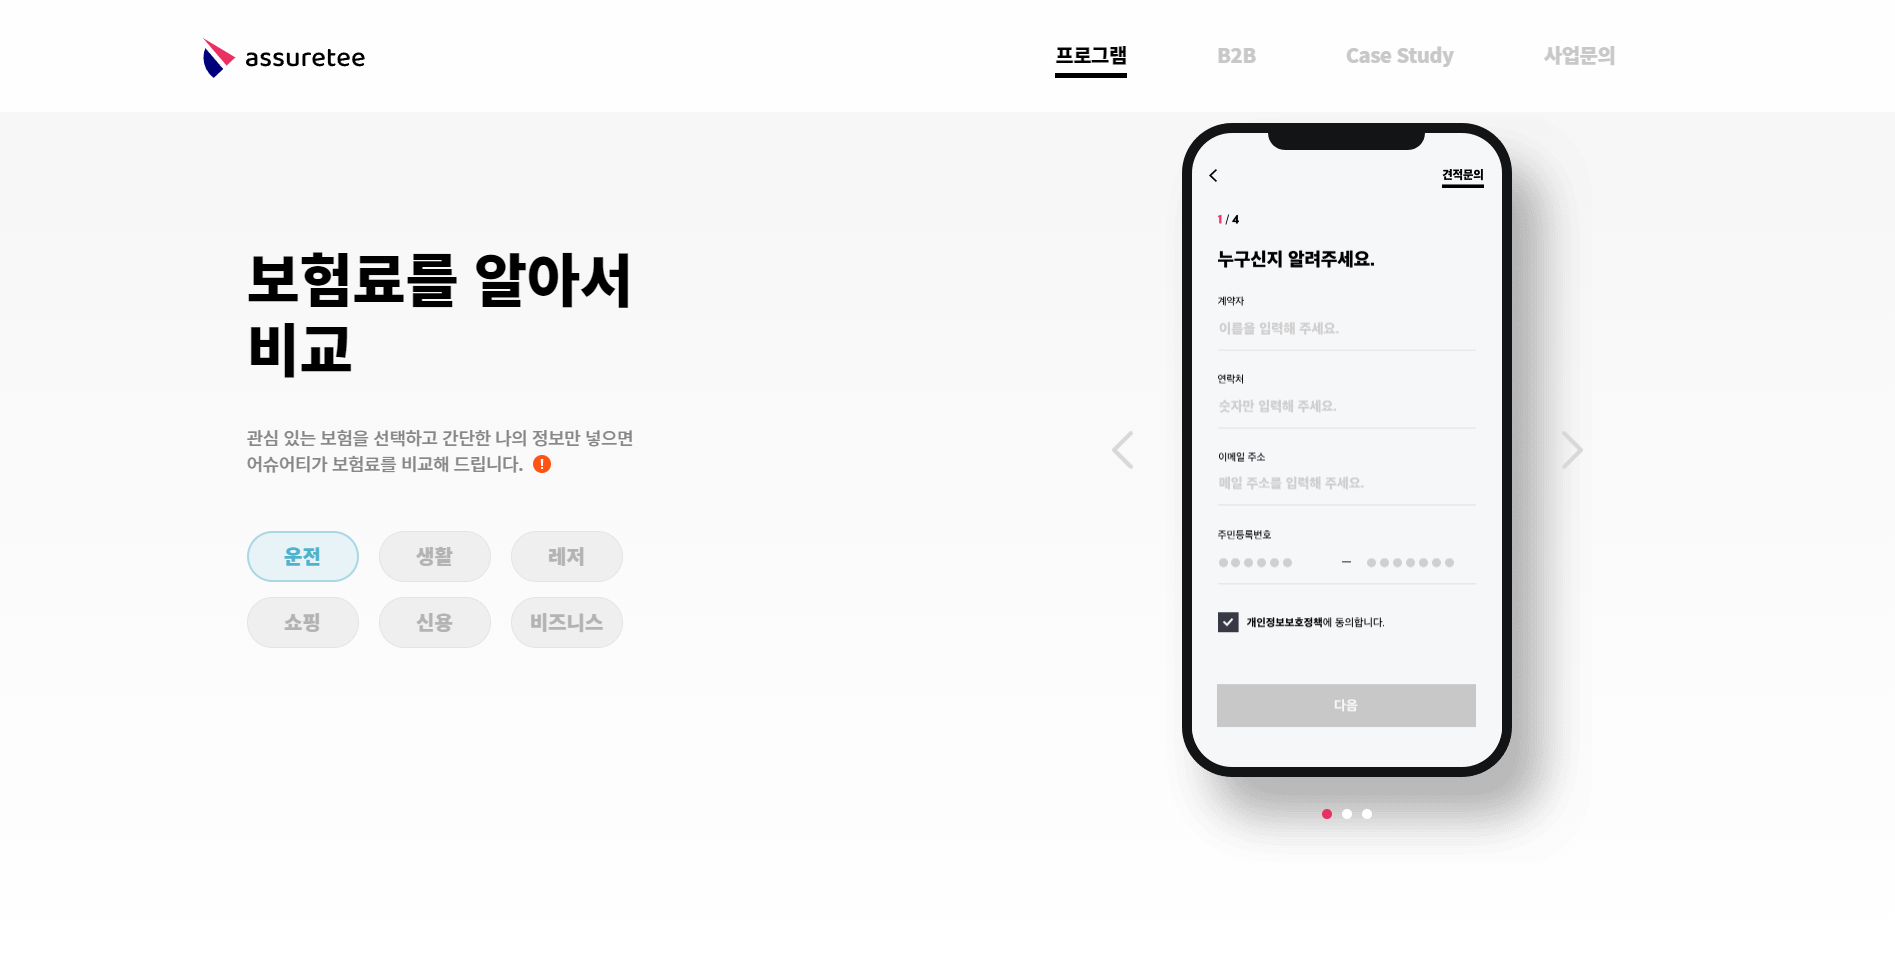 assuretee
프로그램 B2B Case Study 사업문의
보험료를 알아서
비교
관심 있는 보험을 선택하고 간단한 나의 정보만 넣으면
어슈어티가 보험료를 비교해 드립니다. !
운전 생활 레저
쇼핑 신용 비즈니스
견적문의
1 / 4
누구신지 알려주세요.
계약자
이름을 입력해 주세요.
연락처
숫자만 입력해 주세요.
이메일 주소
메일 주소를 입력해 주세요.
주민등록번호
●●●●●● – ●●●●●●●
개인정보보호정책에 동의합니다.
다음